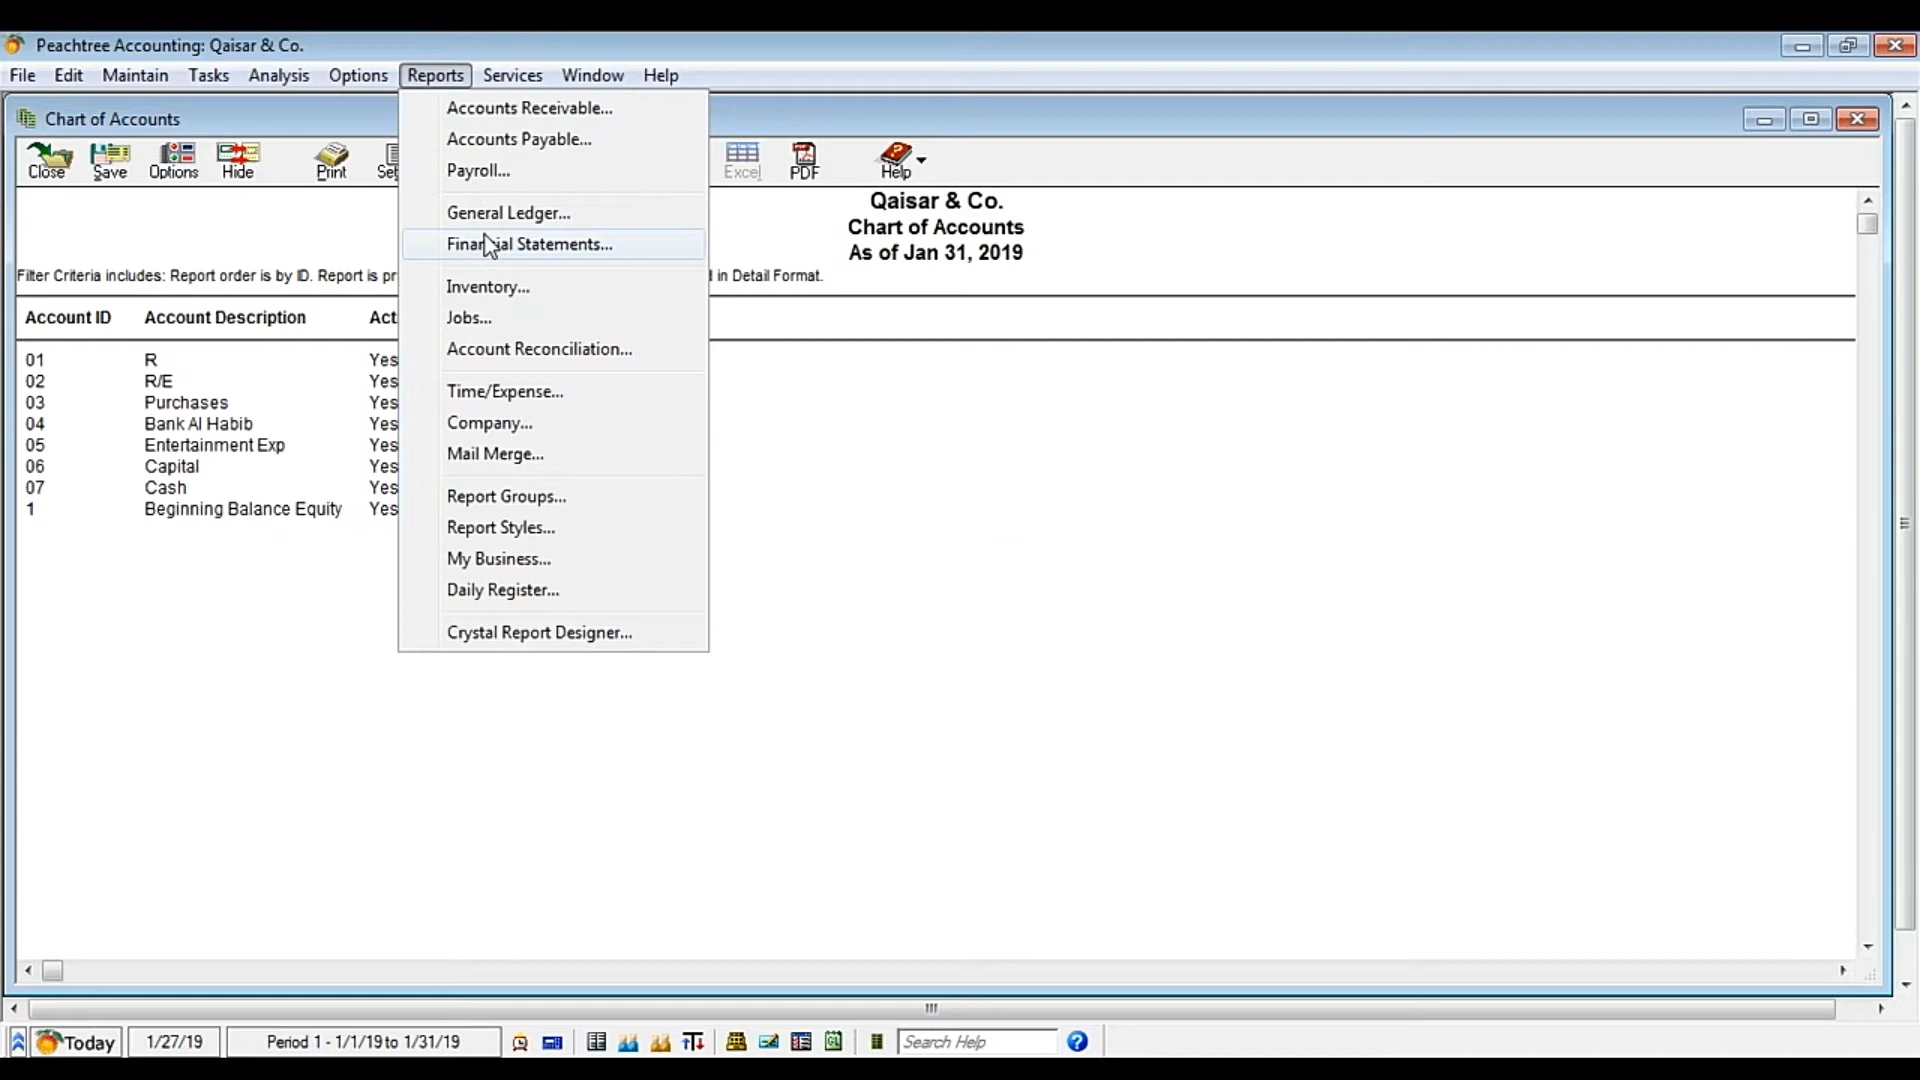 Peachtree Accounting: Qaisar & Co.
File Edit Maintain Tasks Analysis Options Reports Services Window Help
Chart of Accounts
Close Save Options Hide Print Excel PDF Help
Accounts Receivable...
Accounts Payable...
Payroll...
General Ledger...
Financial Statements...
Inventory...
Jobs...
Account Reconciliation...
Time/Expense...
Company...
Mail Merge...
Report Groups...
Report Styles...
My Business...
Daily Register...
Crystal Report Designer...
Qaisar & Co.
Chart of Accounts
As of Jan 31, 2019
Filter Criteria includes: Report order is by ID. Report is in Detail Format.
Account ID Account Description
01 R Yes
02 R/E Yes
03 Purchases Yes
04 Bank Al Habib Yes
05 Entertainment Exp Yes
06 Capital Yes
07 Cash Yes
1 Beginning Balance Equity Yes
Today 1/27/19 Period 1 - 1/1/19 to 1/31/19 Search Help